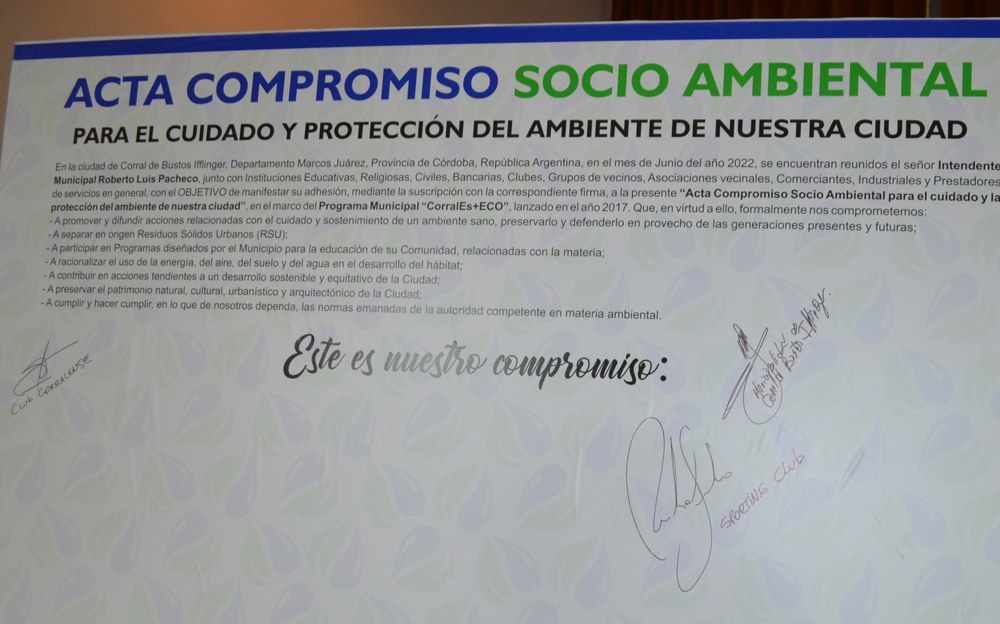 ACTA COMPROMISO SOCIO AMBIENTAL
PARA EL CUIDADO Y PROTECCIÓN DEL AMBIENTE DE NUESTRA CIUDAD
En la ciudad de Corral de Bustos Ifflinger, Departamento Marcos Juárez, Provincia de Córdoba, República Argentina, en el mes de Junio del año 2022, se encuentran reunidos el señor Intendente
Municipal Roberto Luis Pacheco, junto con Instituciones Educativas, Religiosas, Civiles, Bancarias, Clubes, Grupos de vecinos, Asociaciones vecinales, Comerciantes, Industriales y Prestadores
de servicios en general, con el OBJETIVO de manifestar su adhesión, mediante la suscripción con la correspondiente firma, a la presente “Acta Compromiso Socio Ambiental para el cuidado y la
protección del ambiente de nuestra ciudad”, en el marco del Programa Municipal “CorralEs+ECO”, lanzado en el año 2017. Que, en virtud a ello, formalmente nos comprometemos:
- A promover y difundir acciones relacionadas con el cuidado y sostenimiento de un ambiente sano, preservarlo y defenderlo en provecho de las generaciones presentes y futuras;
- A separar en origen Residuos Sólidos Urbanos (RSU);
- A participar en Programas diseñados por el Municipio para la educación de su Comunidad, relacionadas con la materia;
- A racionalizar el uso de la energía, del aire, del suelo y del agua en el desarrollo del hábitat;
- A contribuir en acciones tendientes a un desarrollo sostenible y equitativo de la Ciudad;
- A preservar el patrimonio natural, cultural, urbanístico y arquitectónico de la Ciudad;
- A cumplir y hacer cumplir, en lo que de nosotros dependa, las normas emanadas de la autoridad competente en materia ambiental.
Este es nuestro compromiso:
Club Corralense
Municipalidad de
Corral de Bustos Ifflinger
SPORTING Club